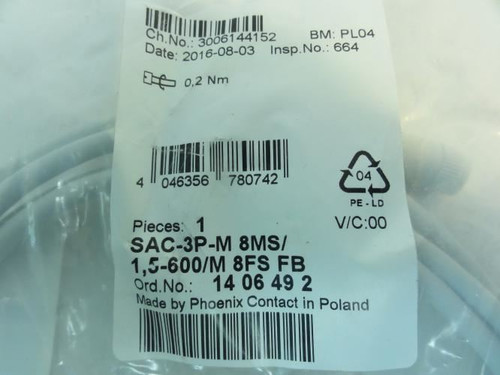 Ch.No.: 3006144152 BM: PL04
Date: 2016-08-03 Insp.No.: 664
0,2 Nm
4 046356 780742
04
PE-LD
Pieces: 1 V/C:00
SAC-3P-M 8MS/
1,5-600/M 8FS FB
Ord.No.: 14 06 49 2
Made by Phoenix Contact in Poland